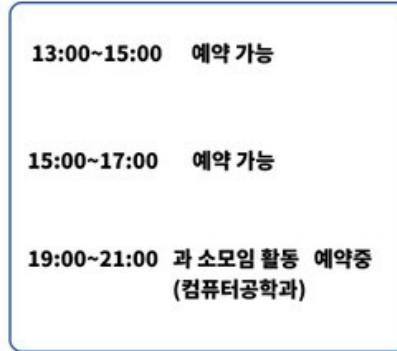 13:00~15:00 예약 가능
15:00~17:00 예약 가능
19:00~21:00 과 소모임 활동 예약중
(컴퓨터공학과)